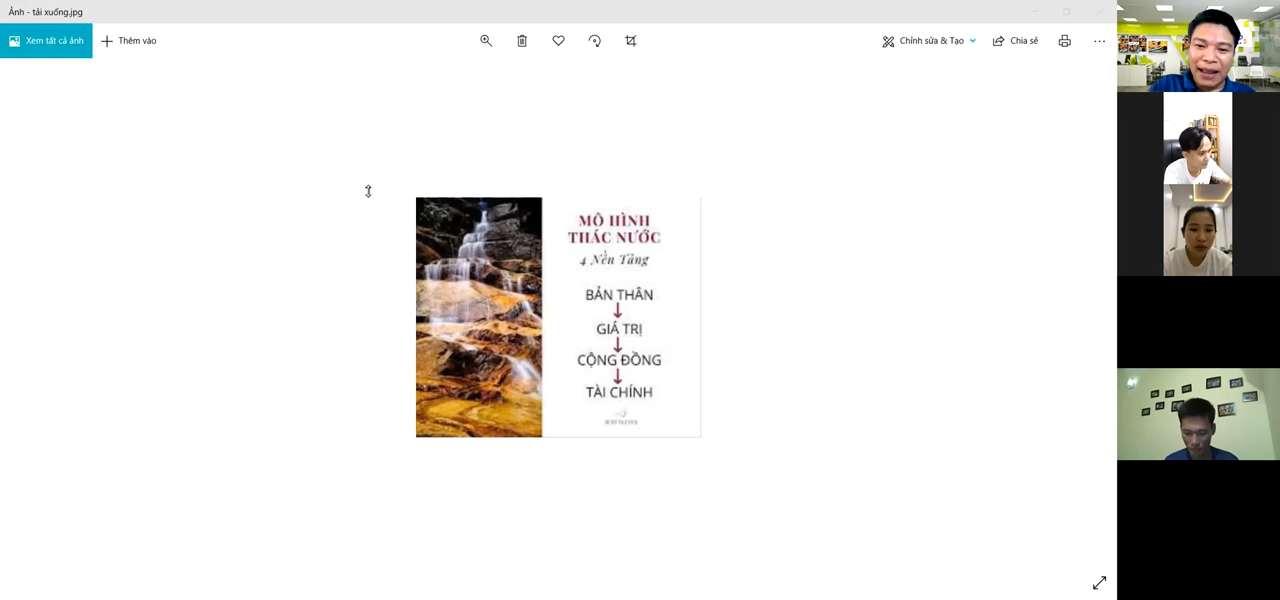 Ảnh - tải xuống.jpg
Xem tất cả ảnh
Thêm vào
Chỉnh sửa & Tạo
Chia sẻ
MÔ HÌNH
THÁC NƯỚC
4 Nền Tảng
BẢN THÂN
GIÁ TRỊ
CỘNG ĐỒNG
TÀI CHÍNH